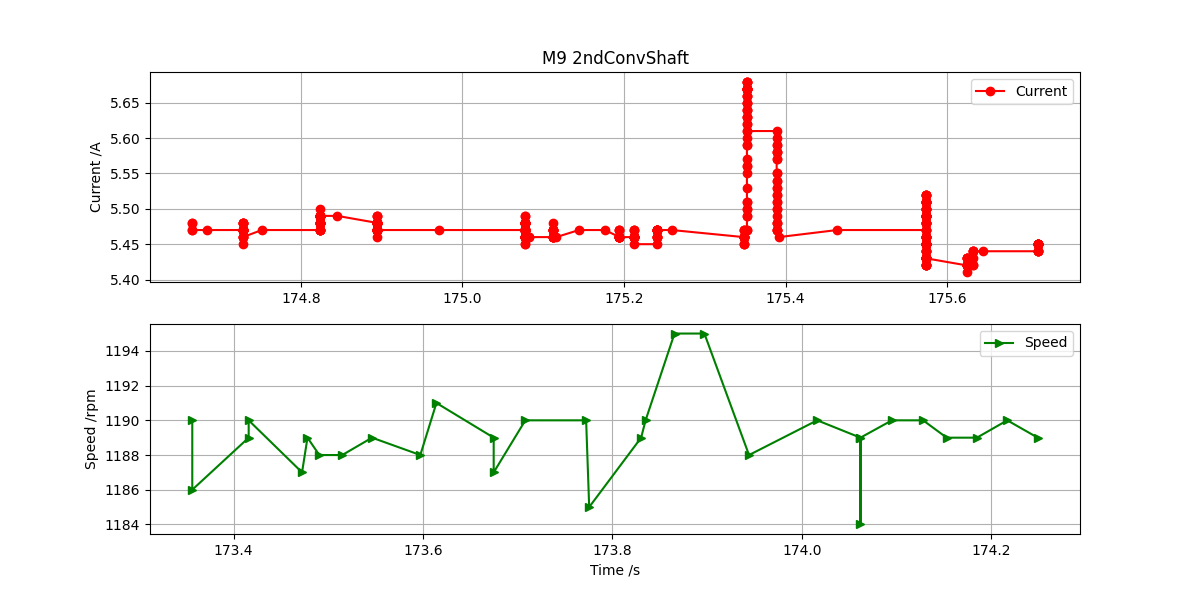 M9 2ndConvShaft
Current /A
5.65
5.60
5.55
5.50
5.45
5.40
Current
174.8 175.0 175.2 175.4 175.6
Speed /rpm
1194
1192
1190
1188
1186
1184
Speed
173.4 173.6 173.8 174.0 174.2
Time /s